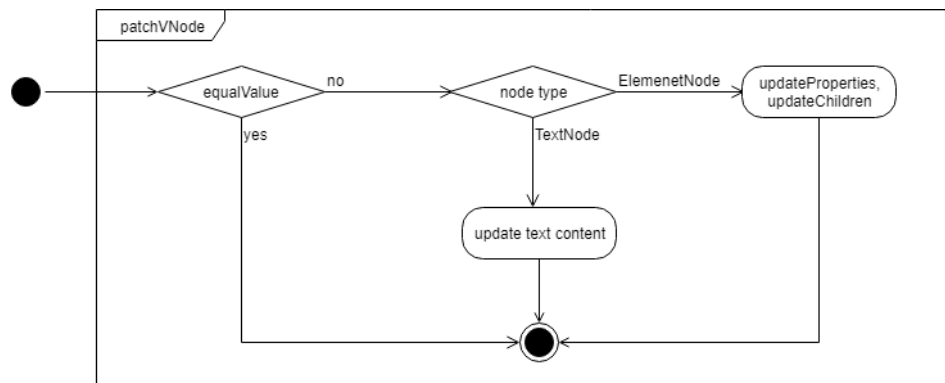 patchVNode
equalValue
no
node type
ElemenetNode
updateProperties,
updateChildren
yes
TextNode
update text content